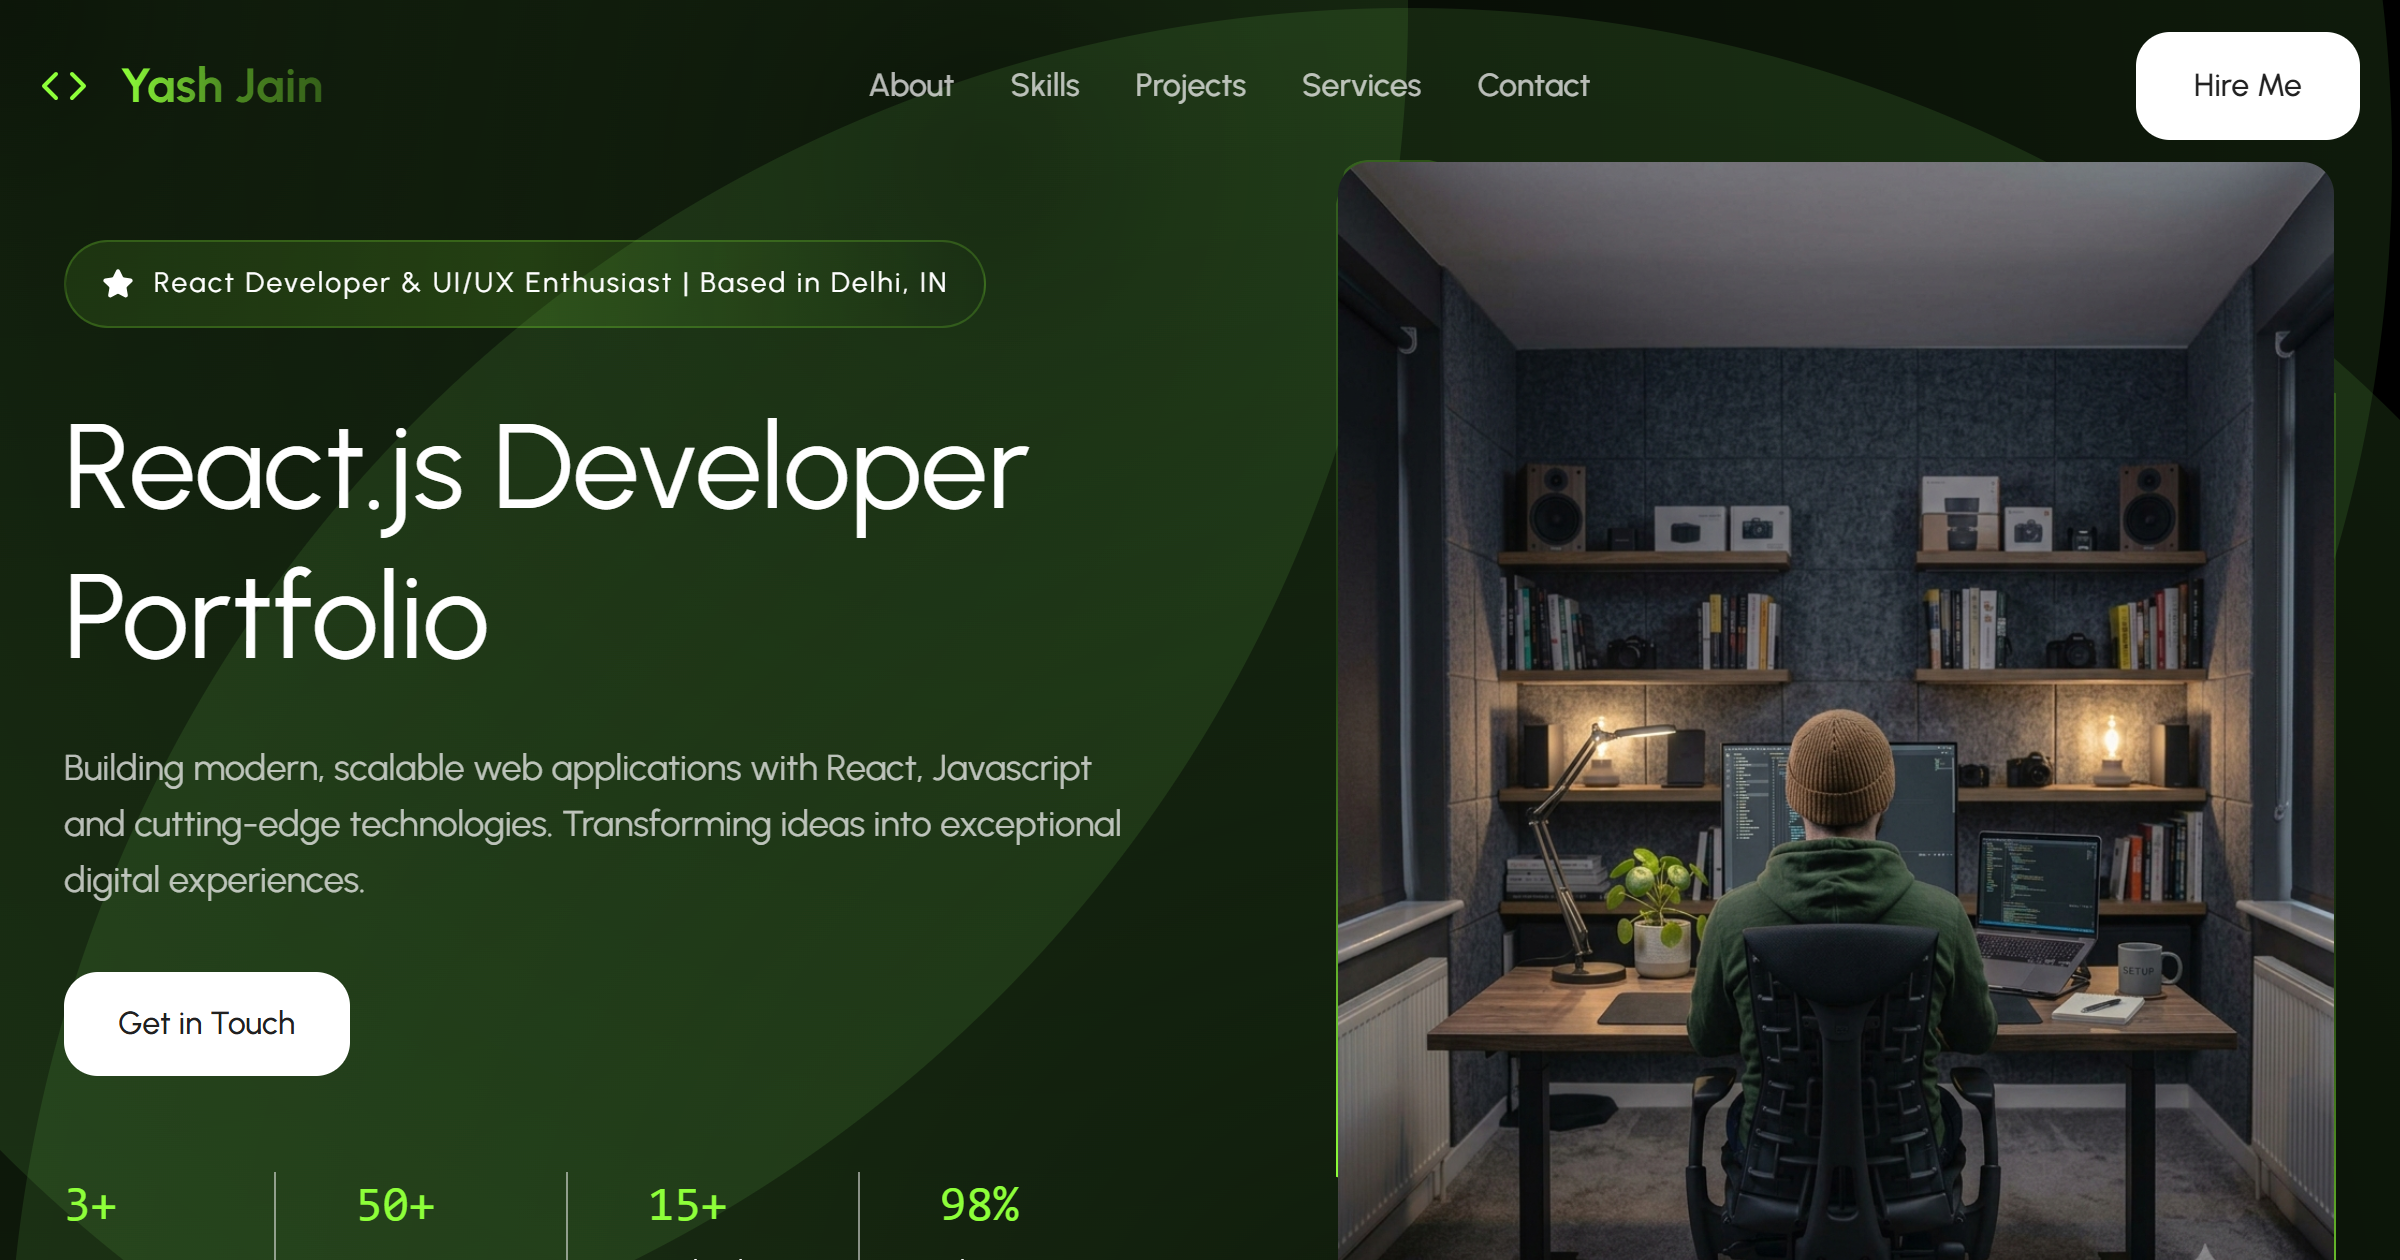 Yash Jain
About Skills Projects Services Contact
Hire Me
React Developer & UI/UX Enthusiast | Based in Delhi, IN
React.js Developer
Portfolio
Building modern, scalable web applications with React, Javascript
and cutting-edge technologies. Transforming ideas into exceptional
digital experiences.
Get in Touch
3+ 50+ 15+ 98%
SETUP